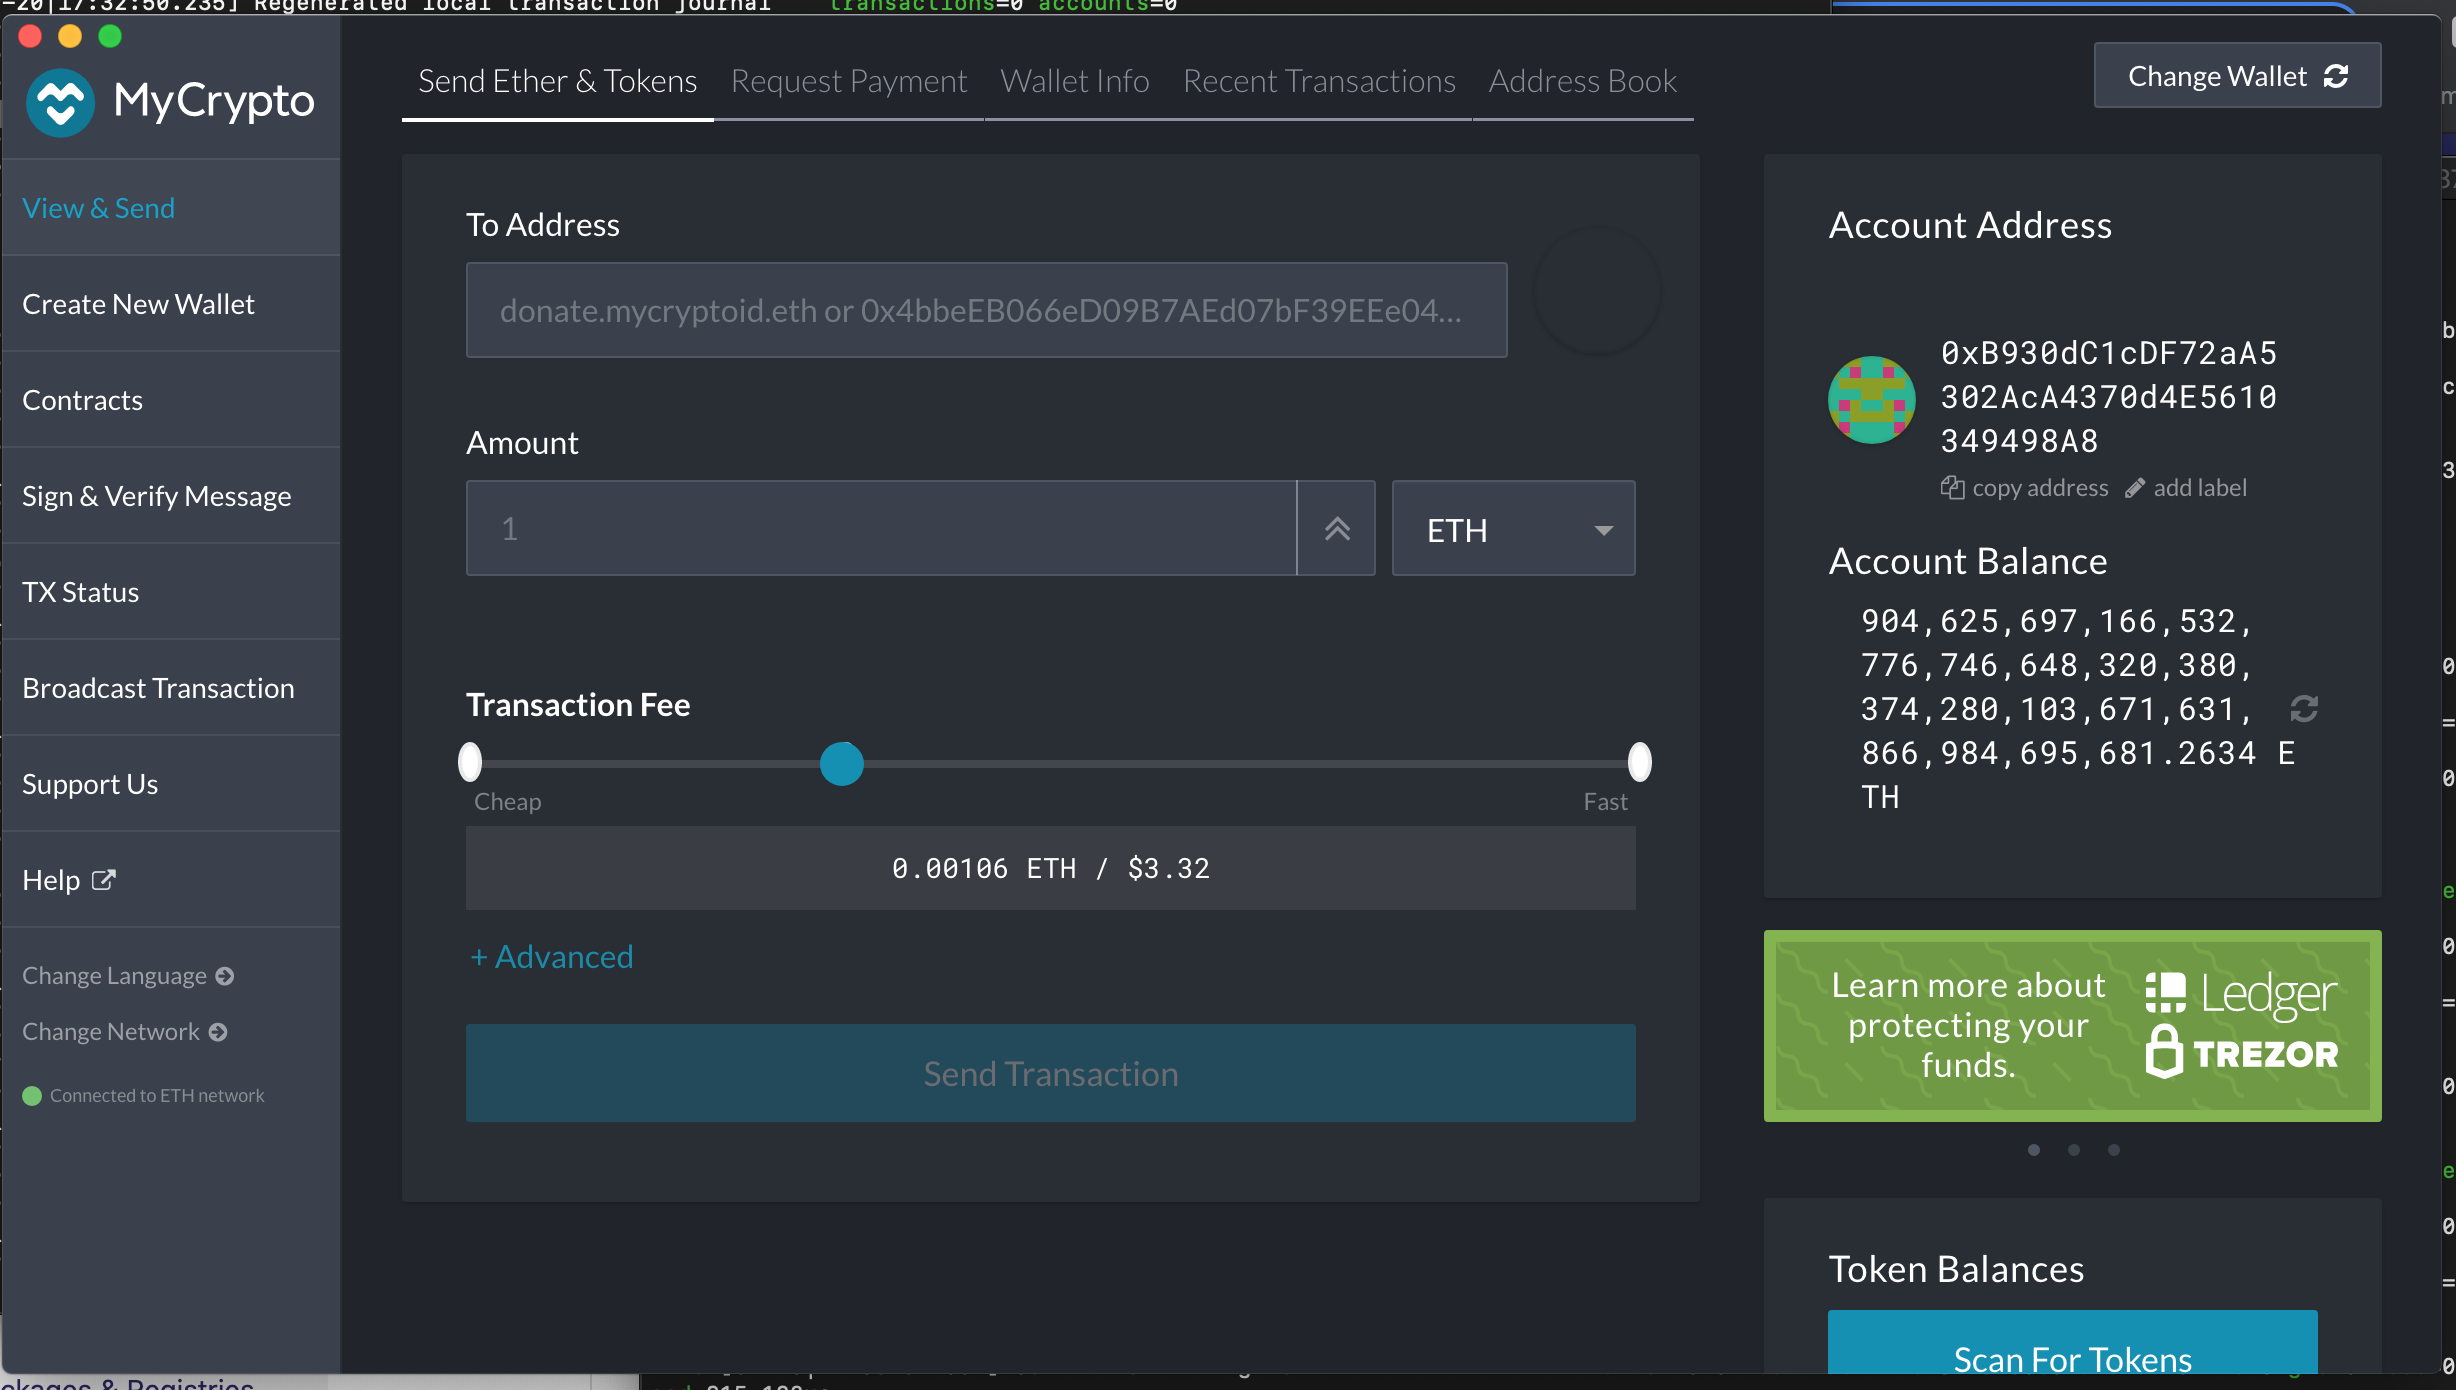 -20|17:32:50.235] Regenerated local transaction journal transactions=0 accounts=0
MyCrypto
View & Send
Create New Wallet
Contracts
Sign & Verify Message
TX Status
Broadcast Transaction
Support Us
Help
Change Language
Change Network
Connected to ETH network
Send Ether & Tokens
Request Payment
Wallet Info
Recent Transactions
Address Book
Change Wallet
To Address
donate.mycryptoid.eth or 0x4bbeEB066eD09B7AEd07bF39EEe04...
Amount
1
ETH
Transaction Fee
Cheap
Fast
0.00106 ETH / $3.32
+ Advanced
Send Transaction
Account Address
0xB930dC1cDF72aA5
302AcA4370d4E5610
349498A8
copy address
add label
Account Balance
904,625,697,166,532,
776,746,648,320,380,
374,280,103,671,631,
866,984,695,681.2634 E
TH
Learn more about
protecting your
funds.
Ledger
TREZOR
Token Balances
Scan For Tokens
ckages & Registries